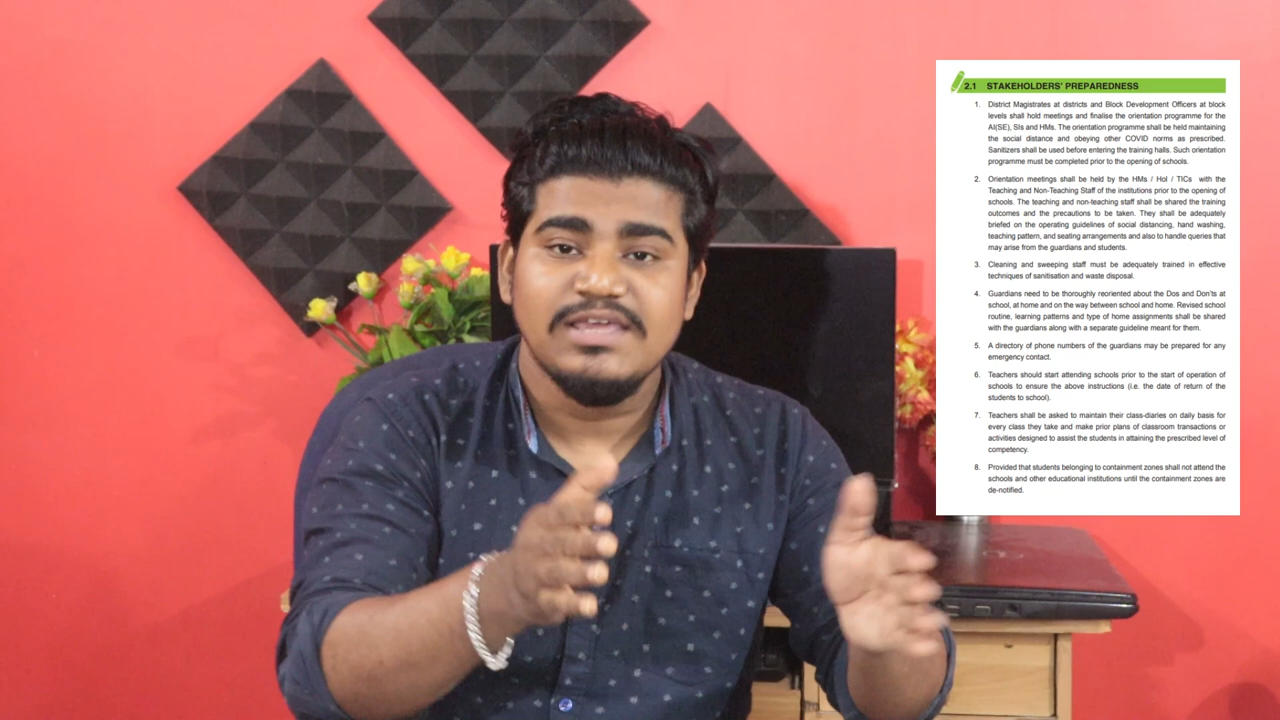 2.1 STAKEHOLDERS' PREPAREDNESS
1. District Magistrates at districts and Block Development Officers at block
levels shall hold meetings and finalise the orientation programme for the
AI(SE), SIs and HMs. The orientation programme shall be held maintaining
the social distance and obeying other COVID norms as prescribed.
Sanitizers shall be used before entering the training halls. Such orientation
programme must be completed prior to the opening of schools.
2. Orientation meetings shall be held by the HMs / HoI / TICs with the
Teaching and Non-Teaching Staff of the institutions prior to the opening of
schools. The teaching and non-teaching staff shall be shared the training
outcomes and the precautions to be taken. They shall be adequately
briefed on the operating guidelines of social distancing, hand washing,
teaching pattern, and seating arrangements and also to handle queries that
may arise from the guardians and students.
3. Cleaning and sweeping staff must be adequately trained in effective
techniques of sanitisation and waste disposal.
4. Guardians need to be thoroughly reoriented about the Dos and Don'ts at
school, at home and on the way between school and home. Revised school
routine, learning patterns and type of home assignments shall be shared
with the guardians along with a separate guideline meant for them.
5. A directory of phone numbers of the guardians may be prepared for any
emergency contact.
6. Teachers should start attending schools prior to the start of operation of
schools to ensure the above instructions (i.e. the date of return of the
students to school).
7. Teachers shall be asked to maintain their class-diaries on daily basis for
every class they take and make prior plans of classroom transactions or
activities designed to assist the students in attaining the prescribed level of
competency.
8. Provided that students belonging to containment zones shall not attend the
schools and other educational institutions until the containment zones are
de-notified.